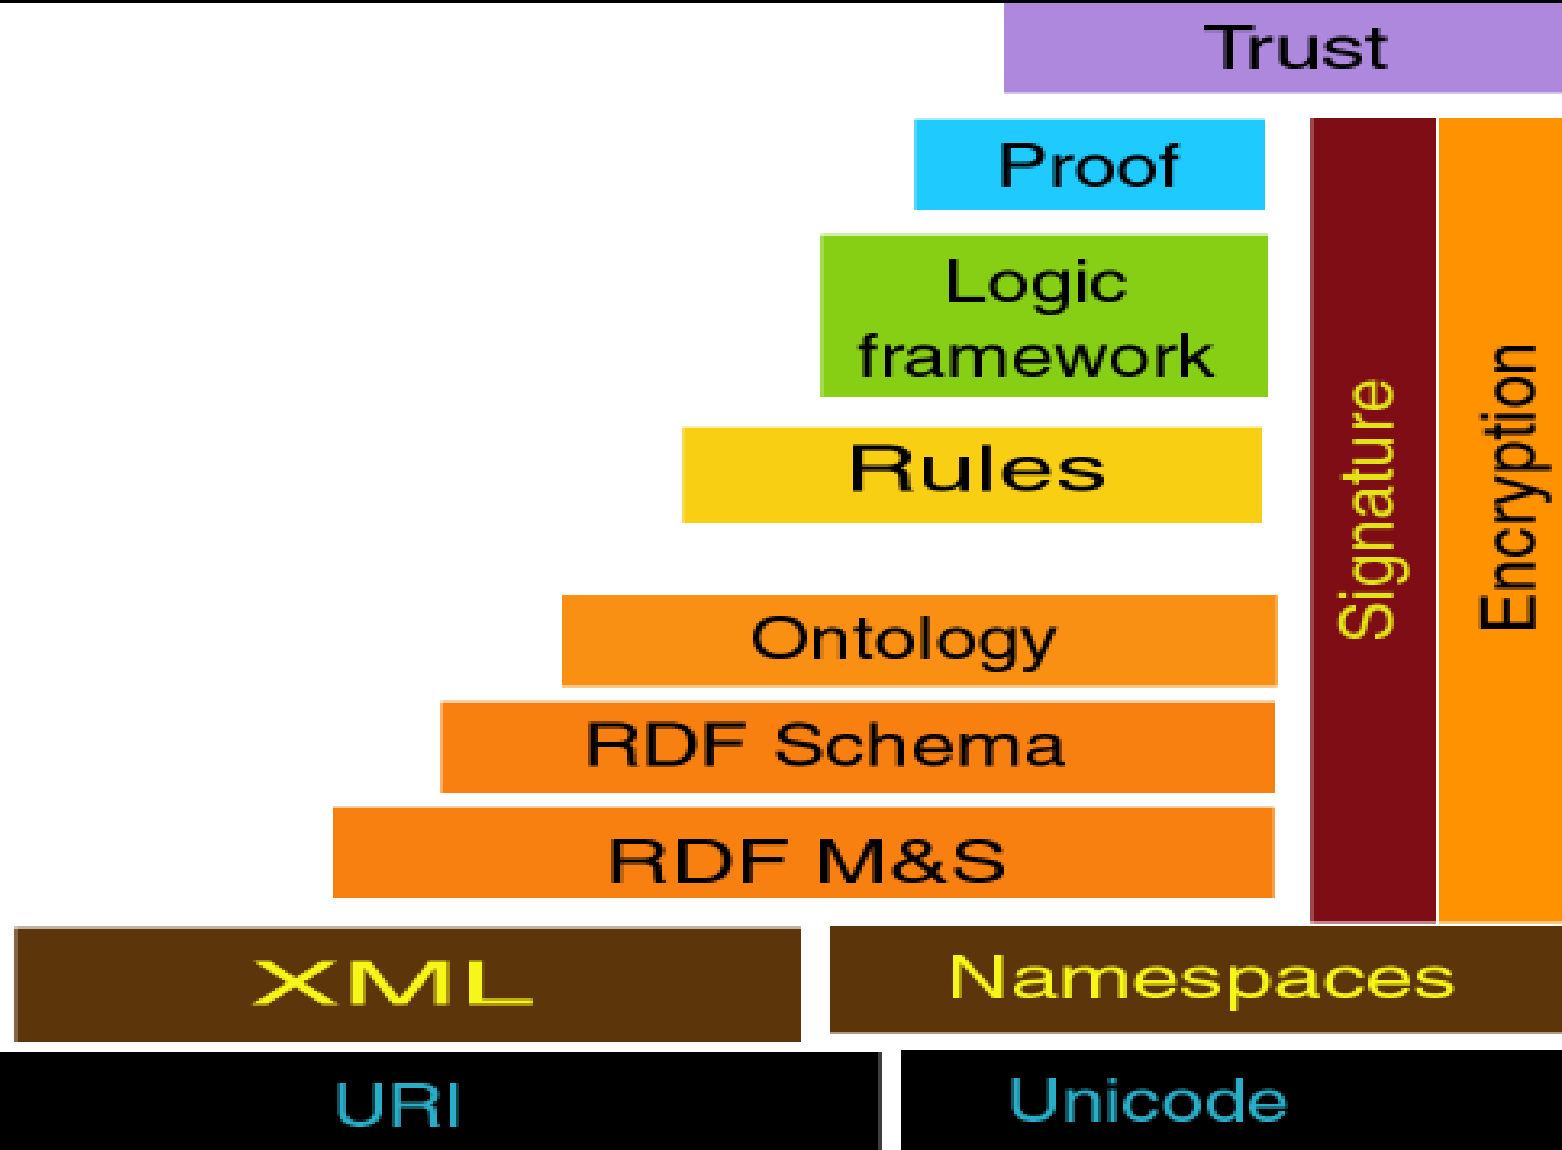 Trust
Proof
Logic
framework
Rules
Signature
Encryption
Ontology
RDF Schema
RDF M&S
XML
Namespaces
URI
Unicode